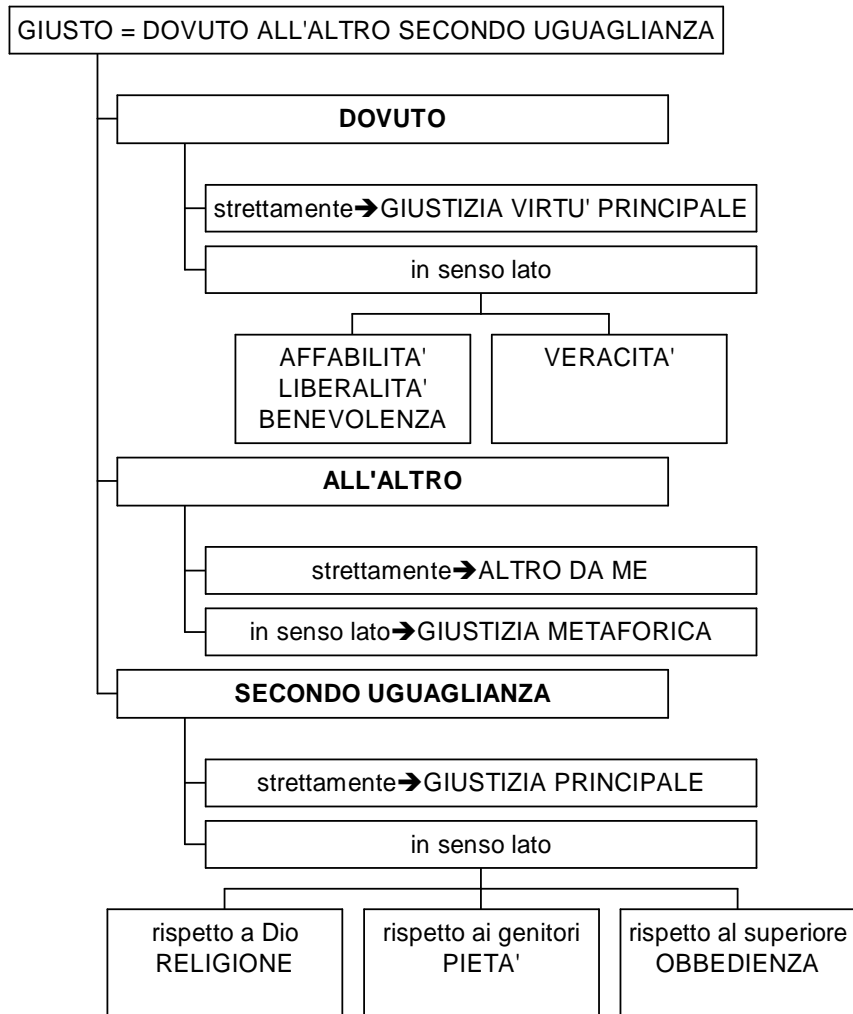 GIUSTO = DOVUTO ALL'ALTRO SECONDO UGUAGLIANZA
DOVUTO
strettamente➔GIUSTIZIA VIRTU' PRINCIPALE
in senso lato
AFFABILITA'
LIBERALITA'
BENEVOLENZA
VERACITA'
ALL'ALTRO
strettamente➔ALTRO DA ME
in senso lato➔GIUSTIZIA METAFORICA
SECONDO UGUAGLIANZA
strettamente➔GIUSTIZIA PRINCIPALE
in senso lato
rispetto a Dio
RELIGIONE
rispetto ai genitori
PIETA'
rispetto al superiore
OBBEDIENZA